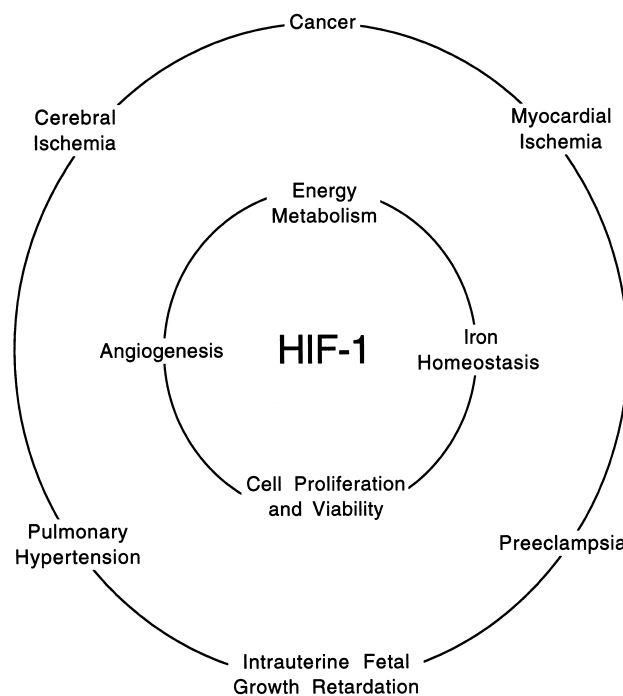 Cancer
Cerebral
Ischemia
Myocardial
Ischemia
Energy
Metabolism
Angiogenesis
HIF-1
Iron
Homeostasis
Cell Proliferation
and Viability
Pulmonary
Hypertension
Preeclampsia
Intrauterine Fetal
Growth Retardation